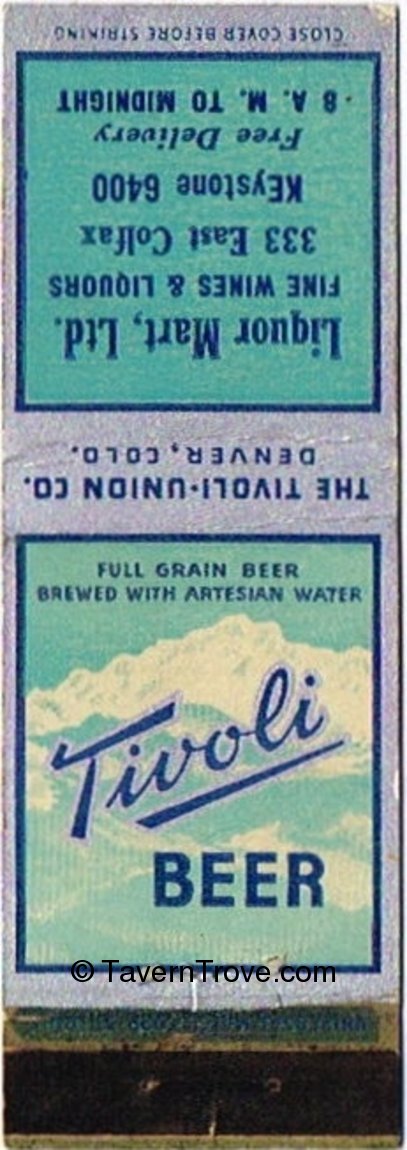 CLOSE COVER BEFORE STRIKING
Liquor Mart, Ltd.
FINE WINES & LIQUORS
333 East Colfax
KEystone 6400
Free Delivery
8 A. M. TO MIDNIGHT
THE TIVOLI-UNION CO.
DENVER, COLO.
FULL GRAIN BEER
BREWED WITH ARTESIAN WATER
Tivoli
BEER
© TavernTrove.com